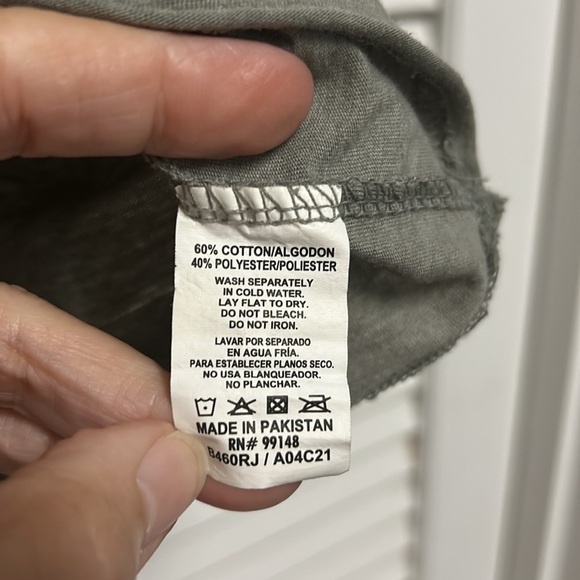 60% COTTON/ALGODON
40% POLYESTER/POLIESTER
WASH SEPARATELY
IN COLD WATER.
LAY FLAT TO DRY.
DO NOT BLEACH.
DO NOT IRON.
LAVAR POR SEPARADO
EN AGUA FRÍA.
PARA ESTABLECER PLANOS SECO.
NO USA BLANQUEADOR.
NO PLANCHAR.
MADE IN PAKISTAN
RN# 99148
B460RJ / A04C21